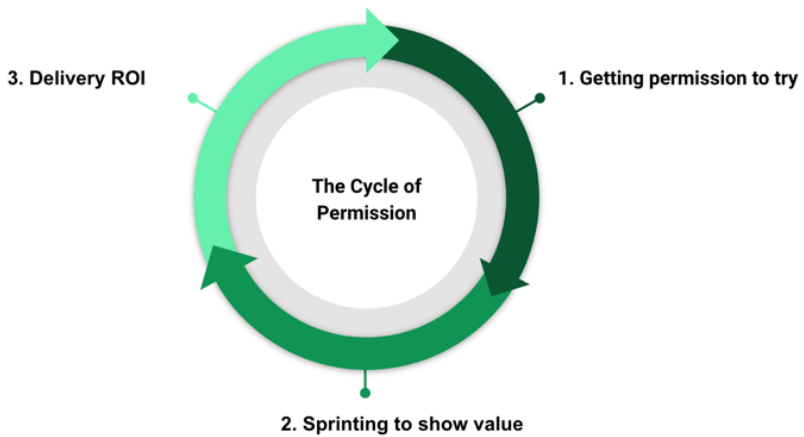 3. Delivery ROI
1. Getting permission to try
The Cycle of
Permission
2. Sprinting to show value